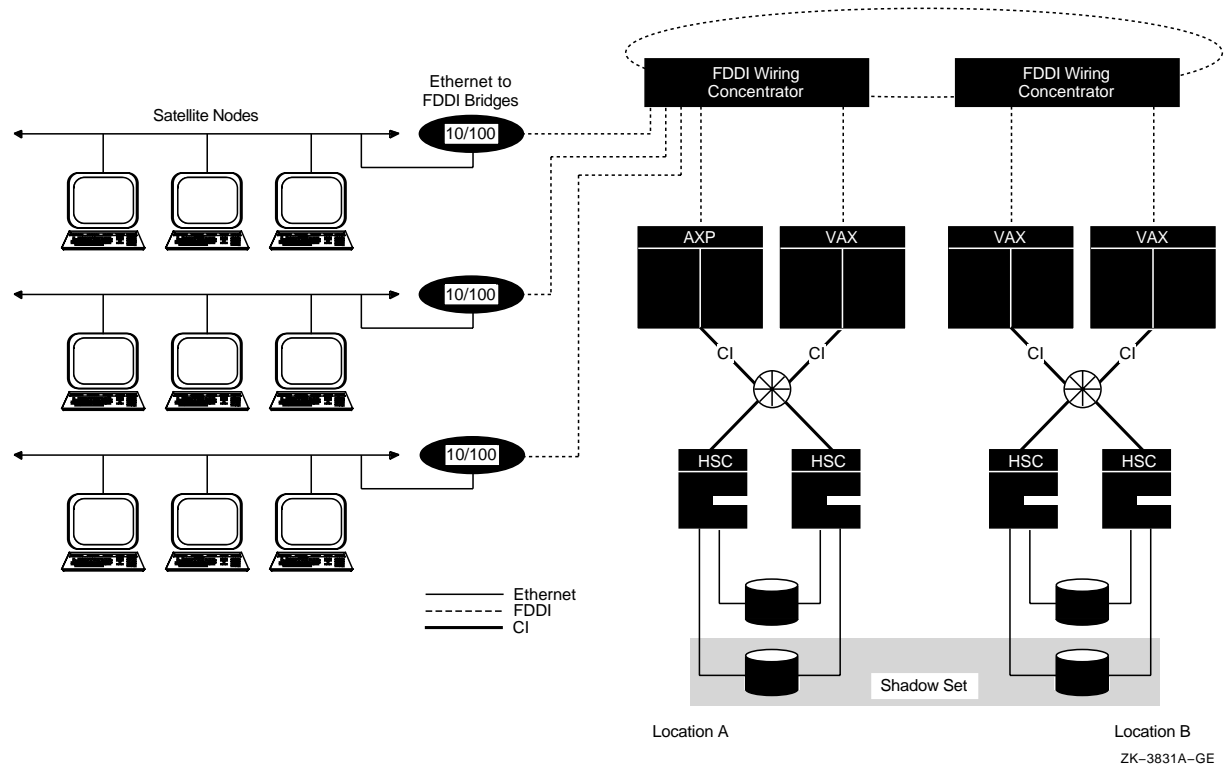 Ethernet to
FDDI Bridges
FDDI Wiring
Concentrator
FDDI Wiring
Concentrator
Satellite Nodes
10/100
AXP
VAX
VAX
VAX
10/100
CI
CI
CI
CI
10/100
HSC
HSC
HSC
HSC
Ethernet
FDDI
CI
Shadow Set
Location A
Location B
ZK−3831A−GE